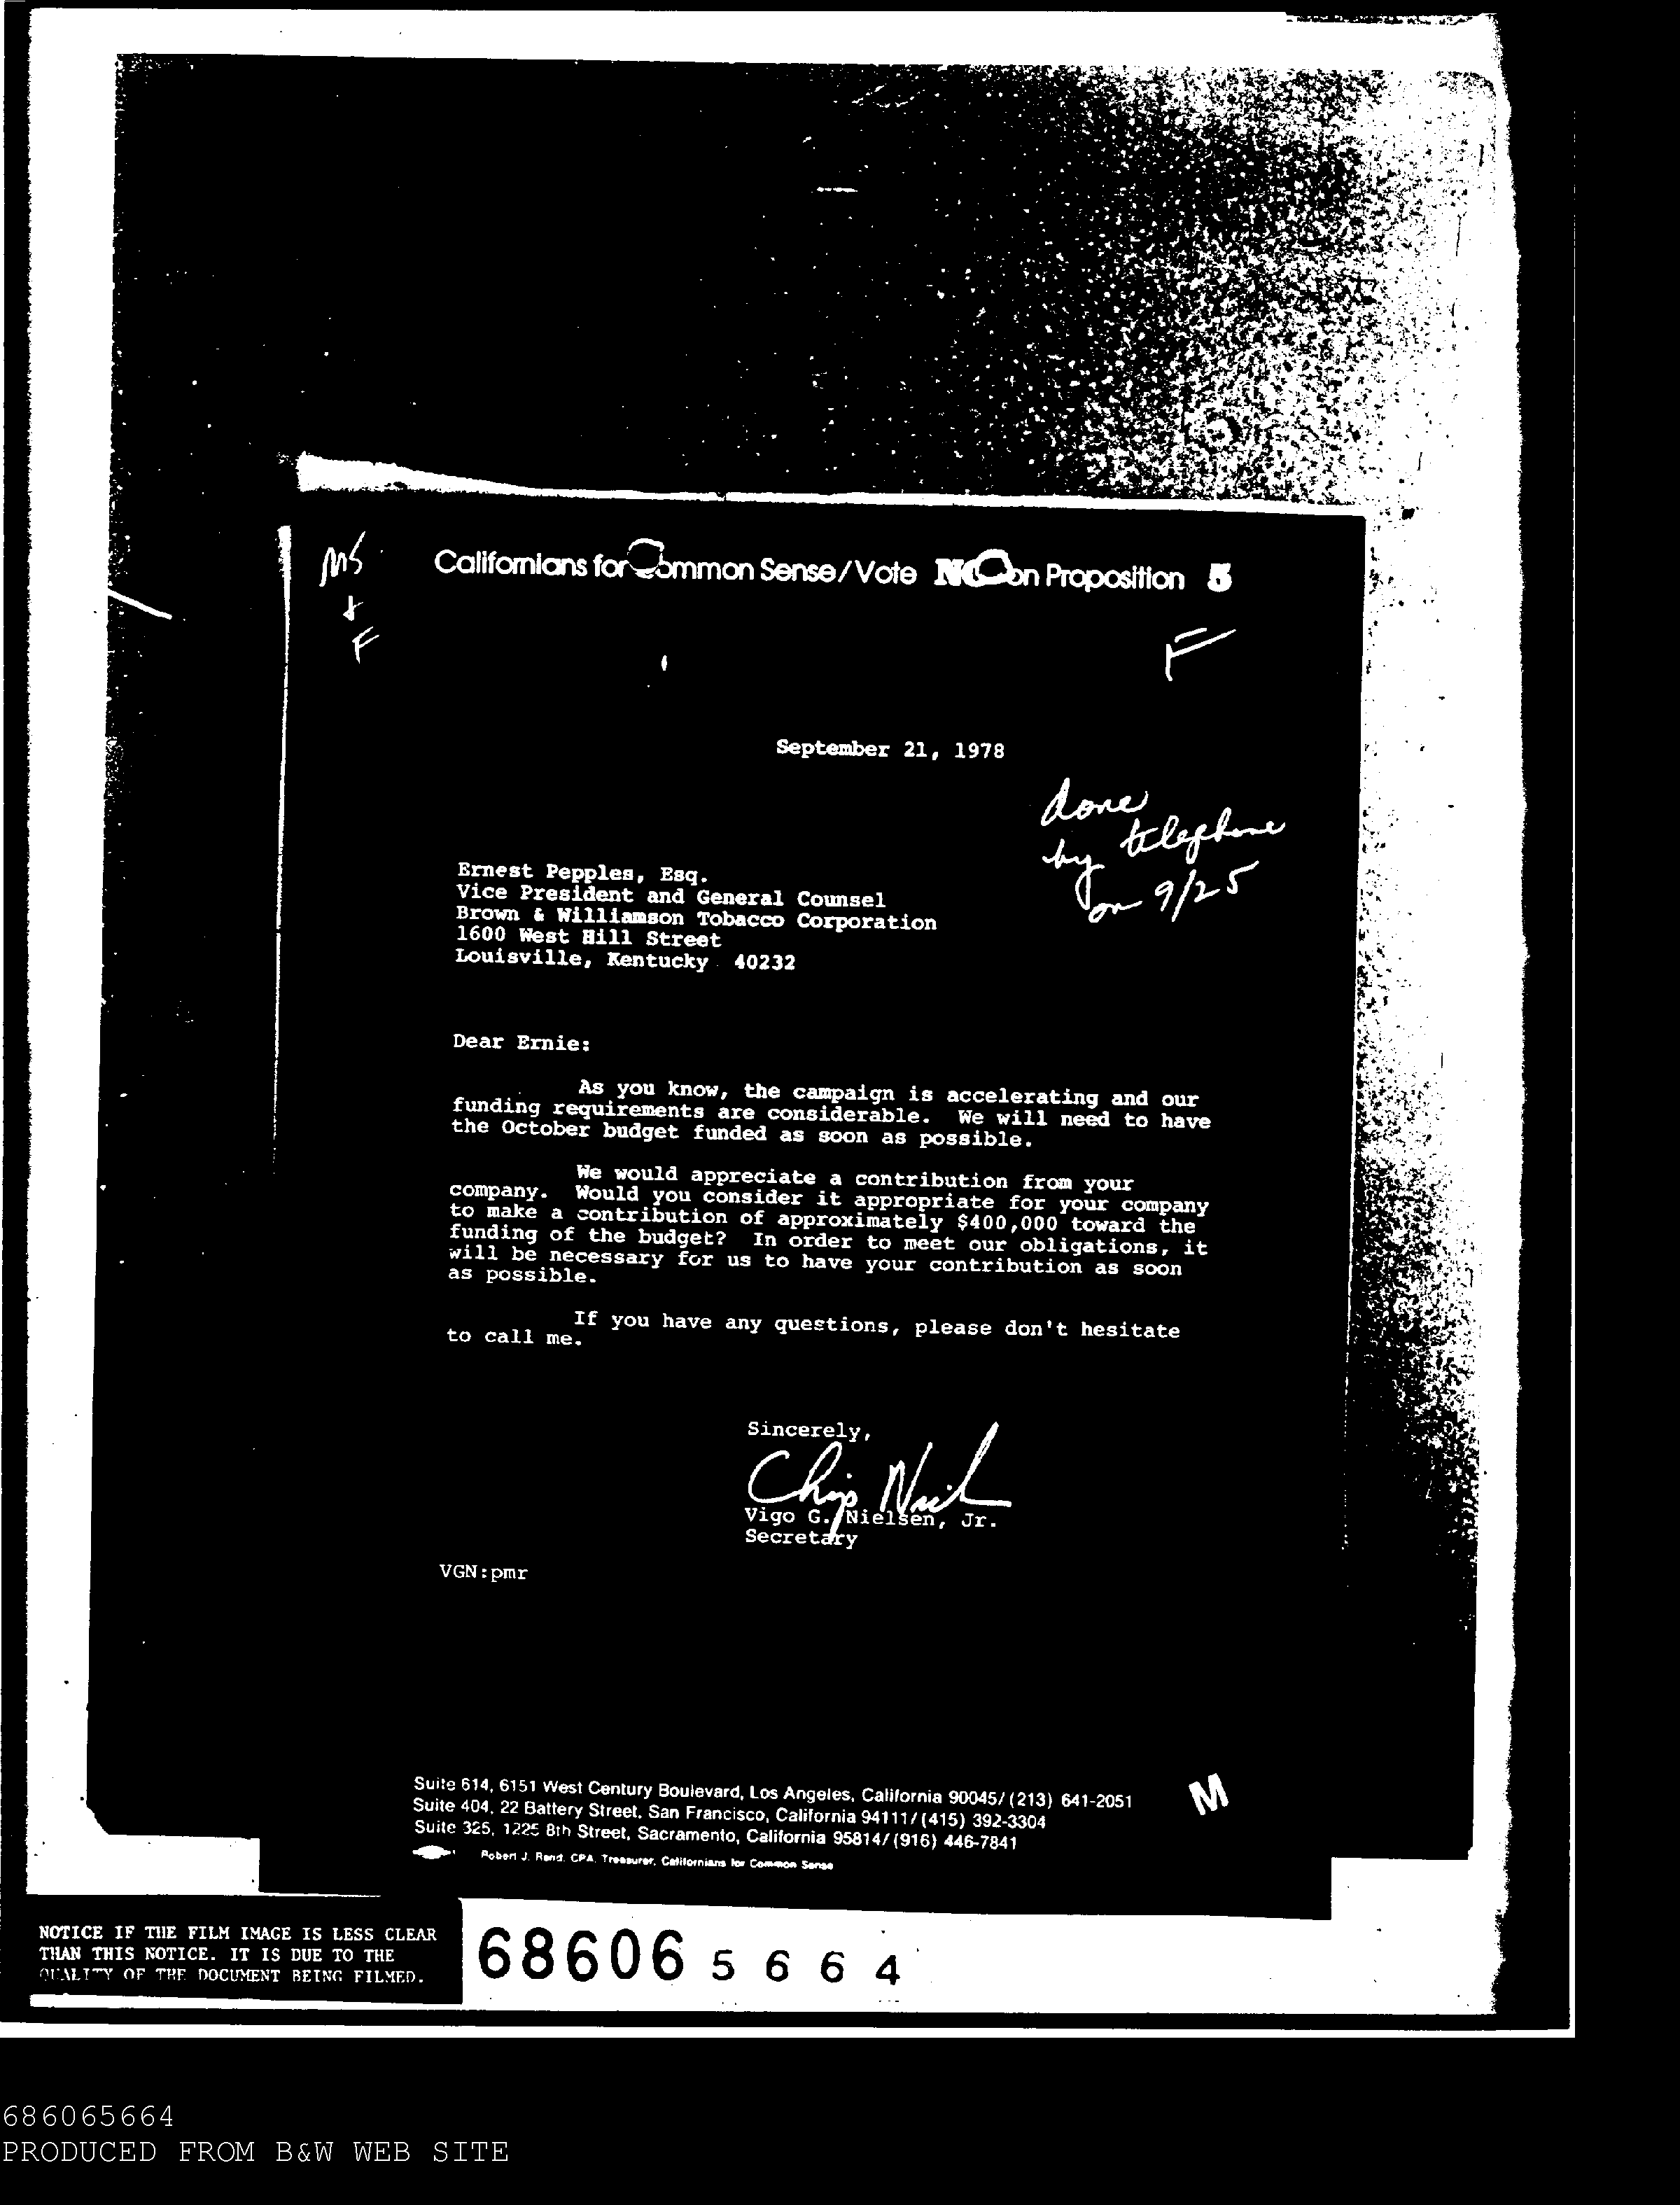 Californians for Common Sense/Vote NO on Proposition 5
MS
+
F
F
September 21, 1978
done
by telephone
on 9/25
Ernest Pepples, Esq.
Vice President and General Counsel
Brown & Williamson Tobacco Corporation
1600 West Hill Street
Louisville, Kentucky 40232
Dear Ernie:
As you know, the campaign is accelerating and our
funding requirements are considerable. We will need to have
the October budget funded as soon as possible.
We would appreciate a contribution from your
company. Would you consider it appropriate for your company
to make a contribution of approximately $400,000 toward the
funding of the budget? In order to meet our obligations, it
will be necessary for us to have your contribution as soon
as possible.
If you have any questions, please don't hesitate
to call me.
Sincerely,
Chip Niel
Vigo G. Nielsen, Jr.
Secretary
VGN:pmr
Suite 614, 6151 West Century Boulevard, Los Angeles, California 90045/(213) 641-2051
Suite 404, 22 Battery Street, San Francisco, California 94111/(415) 392-3304
Suite 325, 1225 8th Street, Sacramento, California 95814/(916) 446-7841
M
Robert J. Rand, CPA, Treasurer, Californians for Common Sense
NOTICE IF THE FILM IMAGE IS LESS CLEAR
THAN THIS NOTICE. IT IS DUE TO THE
QUALITY OF THE DOCUMENT BEING FILMED.
68606 5 6 6 4
686065664
PRODUCED FROM B&W WEB SITE